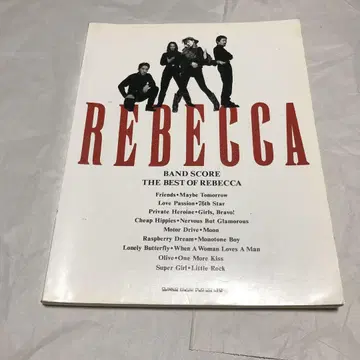 REBECCA
BAND SCORE
THE BEST OF REBECCA
Friends•Maybe Tomorrow
Love Passion•76th Star
Private Heroine•Girls, Bravo!
Cheap Hippies•Nervous But Glamorous
Motor Drive•Moon
Raspberry Dream•Monotone Boy
Lonely Butterfly•When A Woman Loves A Man
Olive•One More Kiss
Super Girl•Little Rock